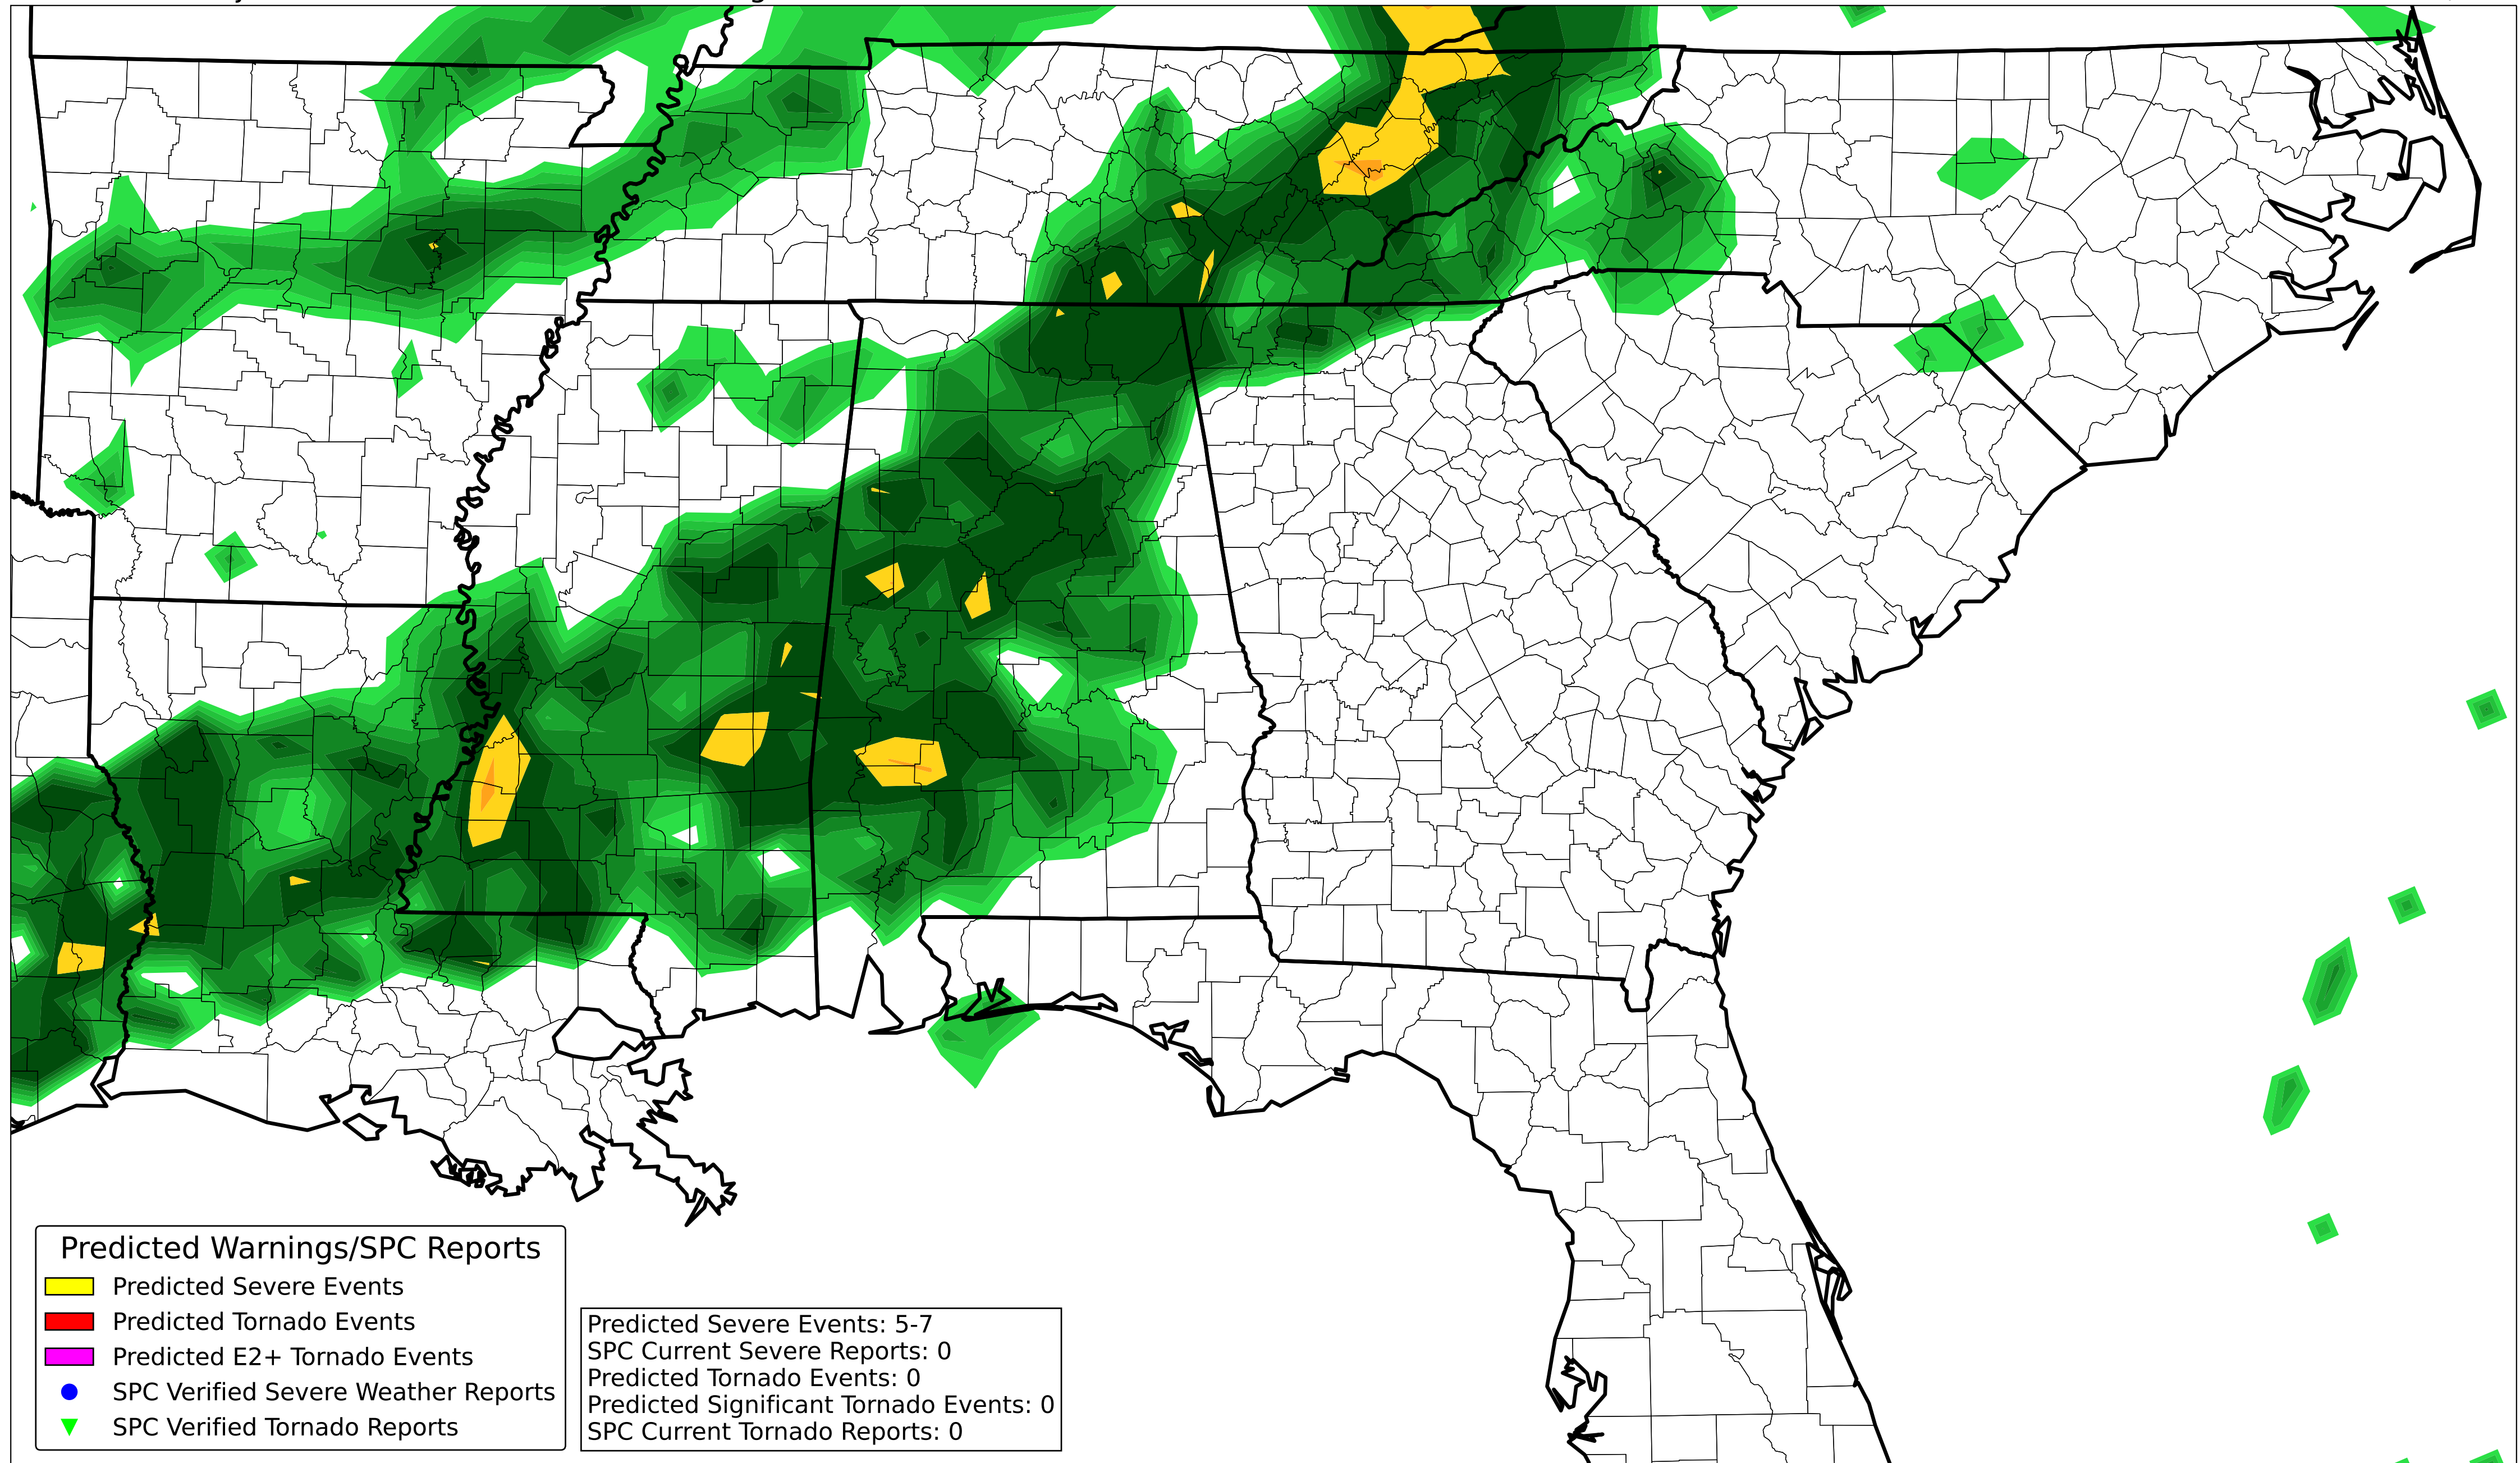 Predicted Warnings/SPC Reports
Predicted Severe Events
Predicted Tornado Events
Predicted E2+ Tornado Events
SPC Verified Severe Weather Reports
SPC Verified Tornado Reports
Predicted Severe Events: 5-7
SPC Current Severe Reports: 0
Predicted Tornado Events: 0
Predicted Significant Tornado Events: 0
SPC Current Tornado Reports: 0